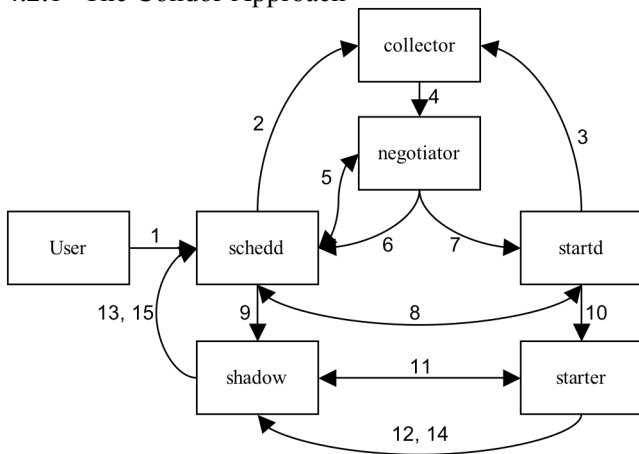 4.2.1 The Condor Approach
collector
2
4
3
negotiator
5
User
1
schedd
6
7
startd
13, 15
9
8
10
shadow
11
starter
12, 14